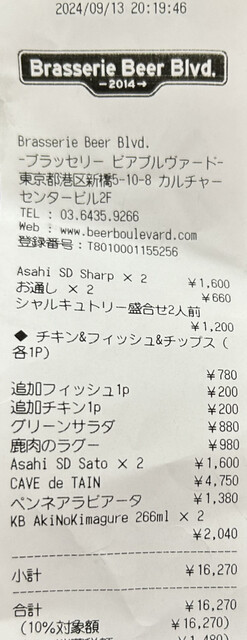 2024/09/13 20:19:46
Brasserie Beer Blvd.
2014
Brasserie Beer Blvd.
-ブラッセリー ビアブルヴァード-
東京都港区新橋5-10-8 カルチャー
センタービル2F
TEL : 03.6435.9266
Web : www.beerboulevard.com
登録番号：T8010001155256
Asahi SD Sharp × 2 ¥1,600
お通し × 2 ¥660
シャルキュトリー盛合せ2人前
¥1,200
◆ チキン&フィッシュ&チップス（
各1P)
¥780
追加フィッシュ1p ¥200
追加チキン1p ¥200
グリーンサラダ ¥880
鹿肉のラグー ¥980
Asahi SD Sato × 2 ¥1,600
CAVE de TAIN ¥4,750
ペンネアラビアータ ¥1,380
KB AkiNoKimagure 266ml × 2
¥2,040
小計 ¥16,270
合計 ¥16,270
(10%対象額 ¥16,270)